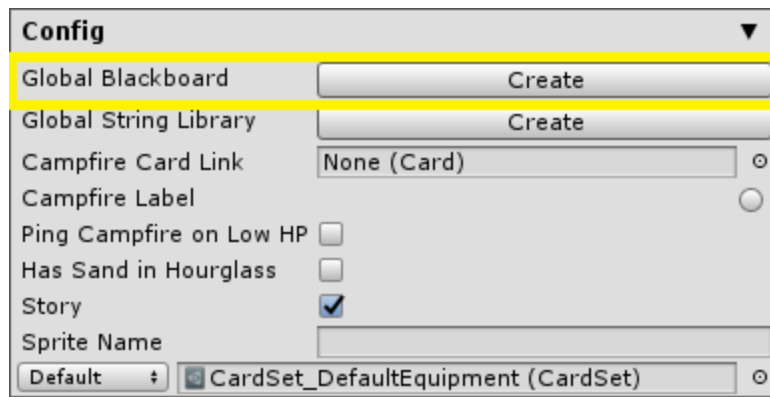 Config
Global Blackboard Create
Global String Library Create
Campfire Card Link None (Card)
Campfire Label
Ping Campfire on Low HP
Has Sand in Hourglass
Story
Sprite Name
Default CardSet_DefaultEquipment (CardSet)